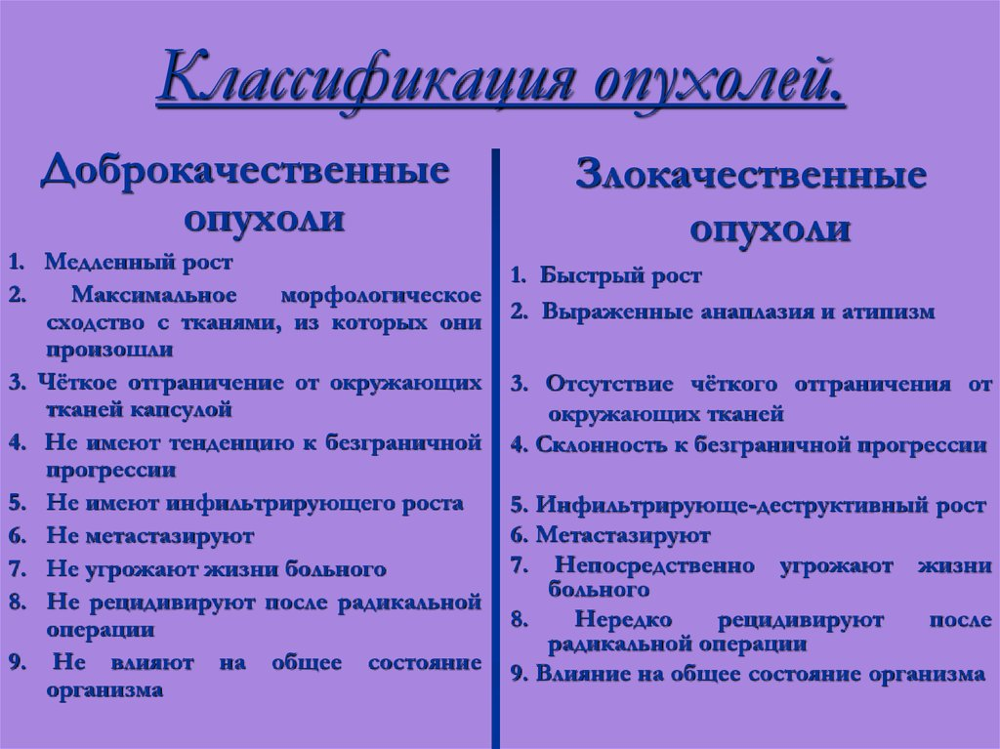 Классификация опухолей.
Доброкачественные
опухоли
1. Медленный рост
2. Максимальное морфологическое
сходство с тканями, из которых они
произошли
3. Чёткое отграничение от окружающих
тканей капсулой
4. Не имеют тенденцию к безграничной
прогрессии
5. Не имеют инфильтрирующего роста
6. Не метастазируют
7. Не угрожают жизни больного
8. Не рецидивируют после радикальной
операции
9. Не влияют на общее состояние
организма
Злокачественные
опухоли
1. Быстрый рост
2. Выраженные анаплазия и атипизм
3. Отсутствие чёткого отграничения от
окружающих тканей
4. Склонность к безграничной прогрессии
5. Инфильтрирующе-деструктивный рост
6. Метастазируют
7. Непосредственно угрожают жизни
больного
8. Нередко рецидивируют после
радикальной операции
9. Влияние на общее состояние организма